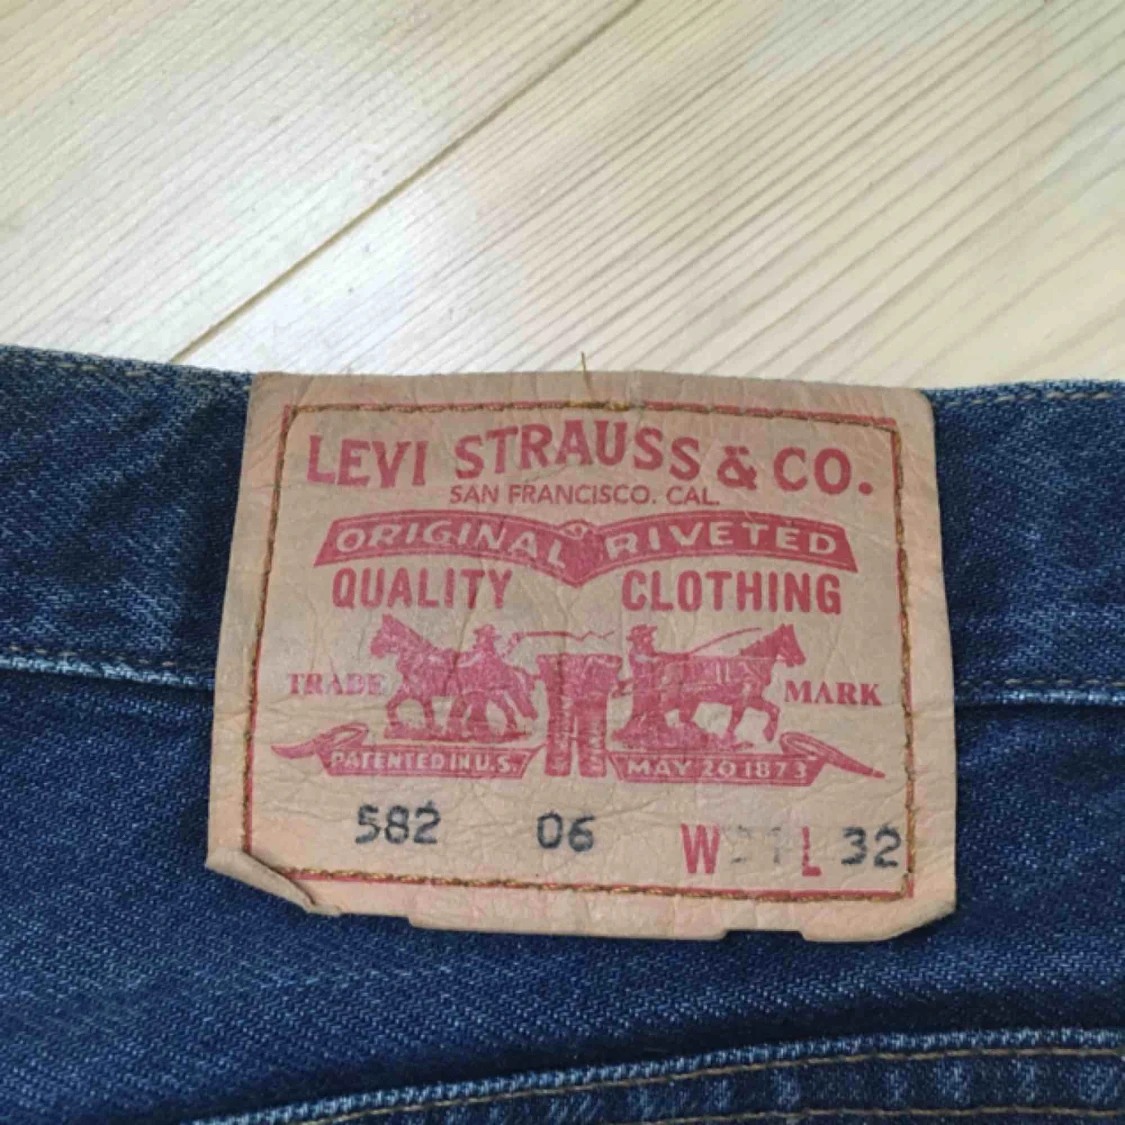 LEVI STRAUSS & CO.
SAN FRANCISCO. CAL.
ORIGINAL RIVETED
QUALITY CLOTHING
TRADE MARK
PATENTED IN U.S. MAY 20 1873
582 06 W L 32